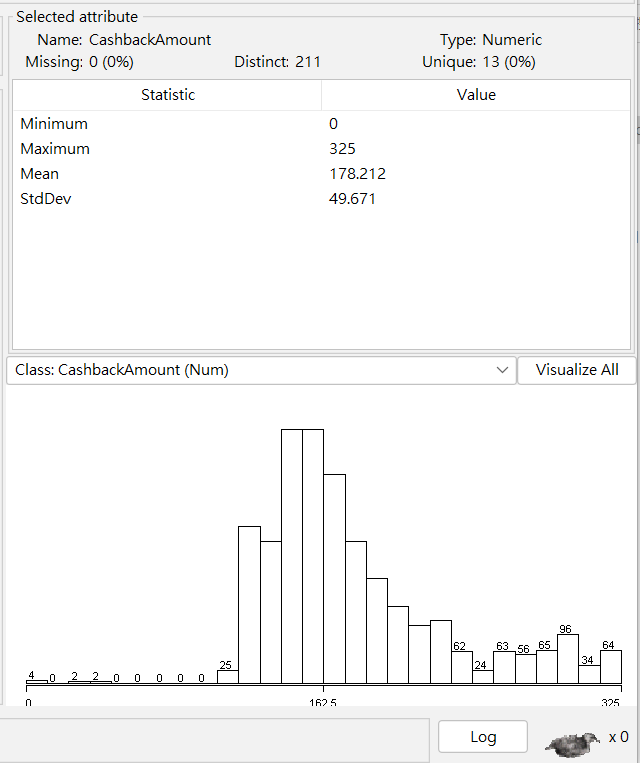 Selected attribute
Name: CashbackAmount Type: Numeric
Missing: 0 (0%) Distinct: 211 Unique: 13 (0%)
Statistic Value
Minimum 0
Maximum 325
Mean 178.212
StdDev 49.671
Class: CashbackAmount (Num) Visualize All
96
62 63 56 65 64
25 24 34
4 0 2 2 0 0 0 0 0
0 162.5 325
Log x 0